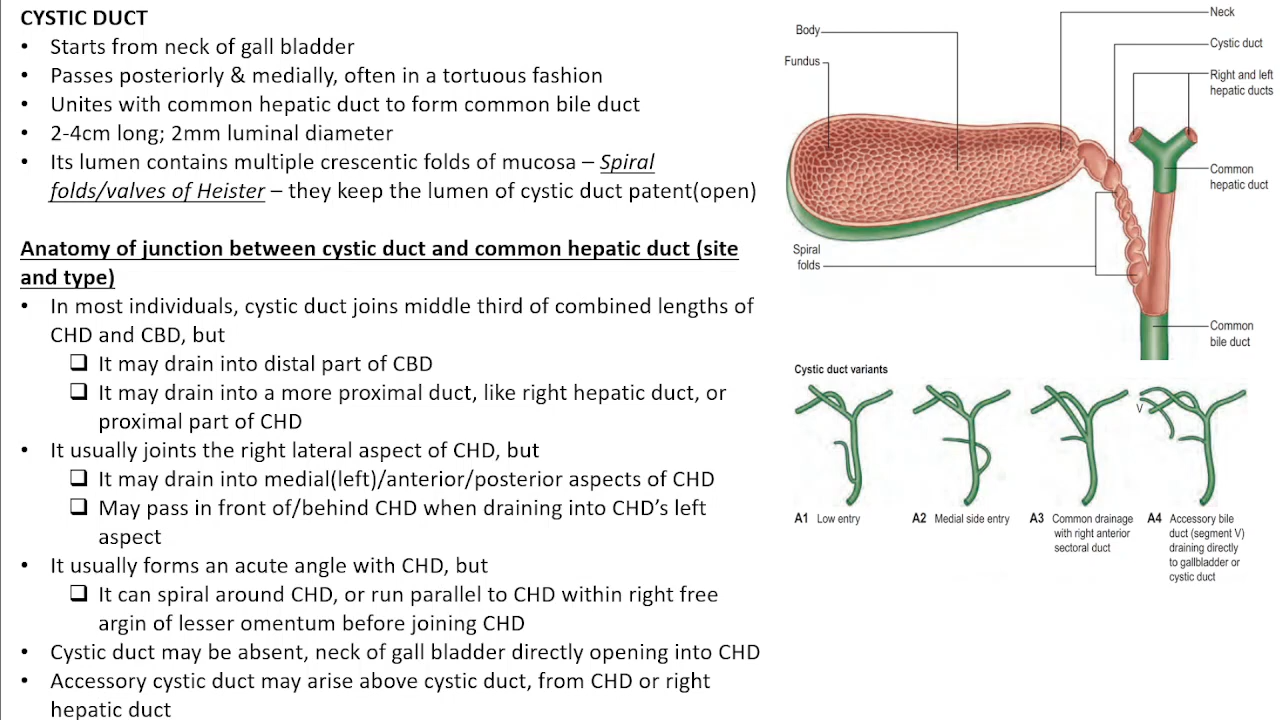 CYSTIC DUCT
• Starts from neck of gall bladder
• Passes posteriorly & medially, often in a tortuous fashion
• Unites with common hepatic duct to form common bile duct
• 2-4cm long; 2mm luminal diameter
• Its lumen contains multiple crescentic folds of mucosa – Spiral
folds/valves of Heister – they keep the lumen of cystic duct patent(open)
Anatomy of junction between cystic duct and common hepatic duct (site
and type)
• In most individuals, cystic duct joins middle third of combined lengths of
CHD and CBD, but
❑ It may drain into distal part of CBD
❑ It may drain into a more proximal duct, like right hepatic duct, or
proximal part of CHD
• It usually joints the right lateral aspect of CHD, but
❑ It may drain into medial(left)/anterior/posterior aspects of CHD
❑ May pass in front of/behind CHD when draining into CHD's left
aspect
• It usually forms an acute angle with CHD, but
❑ It can spiral around CHD, or run parallel to CHD within right free
argin of lesser omentum before joining CHD
• Cystic duct may be absent, neck of gall bladder directly opening into CHD
• Accessory cystic duct may arise above cystic duct, from CHD or right
hepatic duct
Neck
Body
Cystic duct
Fundus
Right and left
hepatic ducts
Common
hepatic duct
Spiral
folds
Common
bile duct
Cystic duct variants
V
A1 Low entry
A2 Medial side entry
A3 Common drainage
with right anterior
sectoral duct
A4 Accessory bile
duct (segment V)
draining directly
to gallbladder or
cystic duct